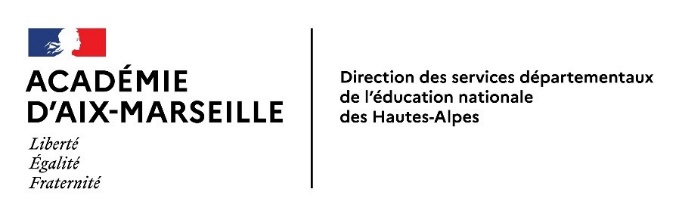 ACADÉMIE
D'AIX-MARSEILLE
Liberté
Égalité
Fraternité
Direction des services départementaux
de l'éducation nationale
des Hautes-Alpes